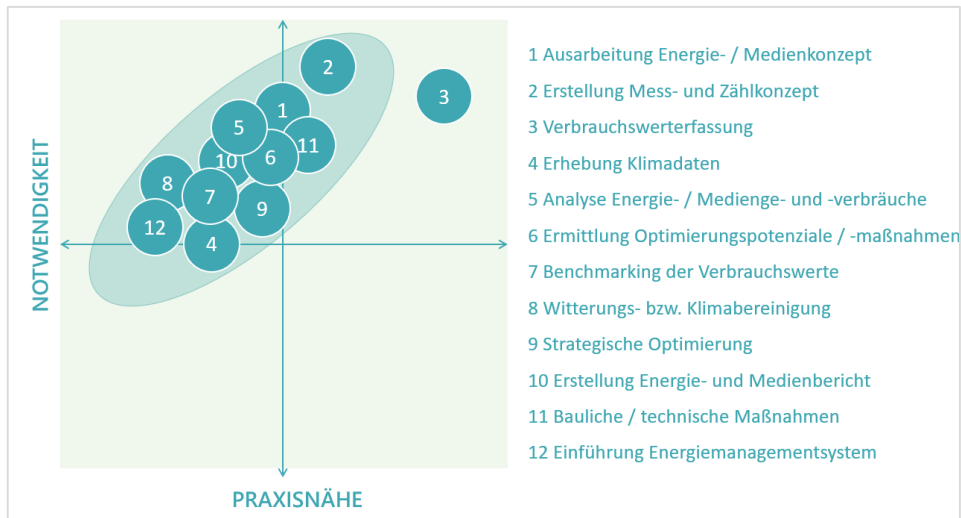 NOTWENDIGKEIT
2
3
1
5
11
10
6
8
7
9
12
4
PRAXISNÄHE
1 Ausarbeitung Energie- / Medienkonzept
2 Erstellung Mess- und Zählkonzept
3 Verbrauchswerterfassung
4 Erhebung Klimadaten
5 Analyse Energie- / Medienge- und -verbräuche
6 Ermittlung Optimierungspotenziale / -maßnahmen
7 Benchmarking der Verbrauchswerte
8 Witterungs- bzw. Klimabereinigung
9 Strategische Optimierung
10 Erstellung Energie- und Medienbericht
11 Bauliche / technische Maßnahmen
12 Einführung Energiemanagementsystem